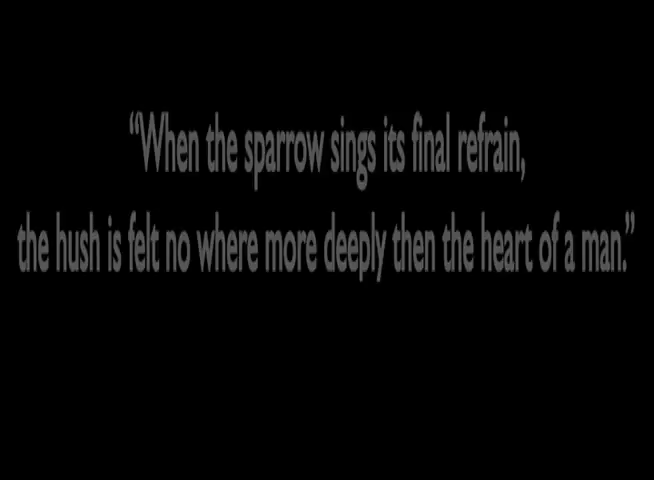 “When the sparrow sings its final refrain,
the hush is felt no where more deeply then the heart of a man.”